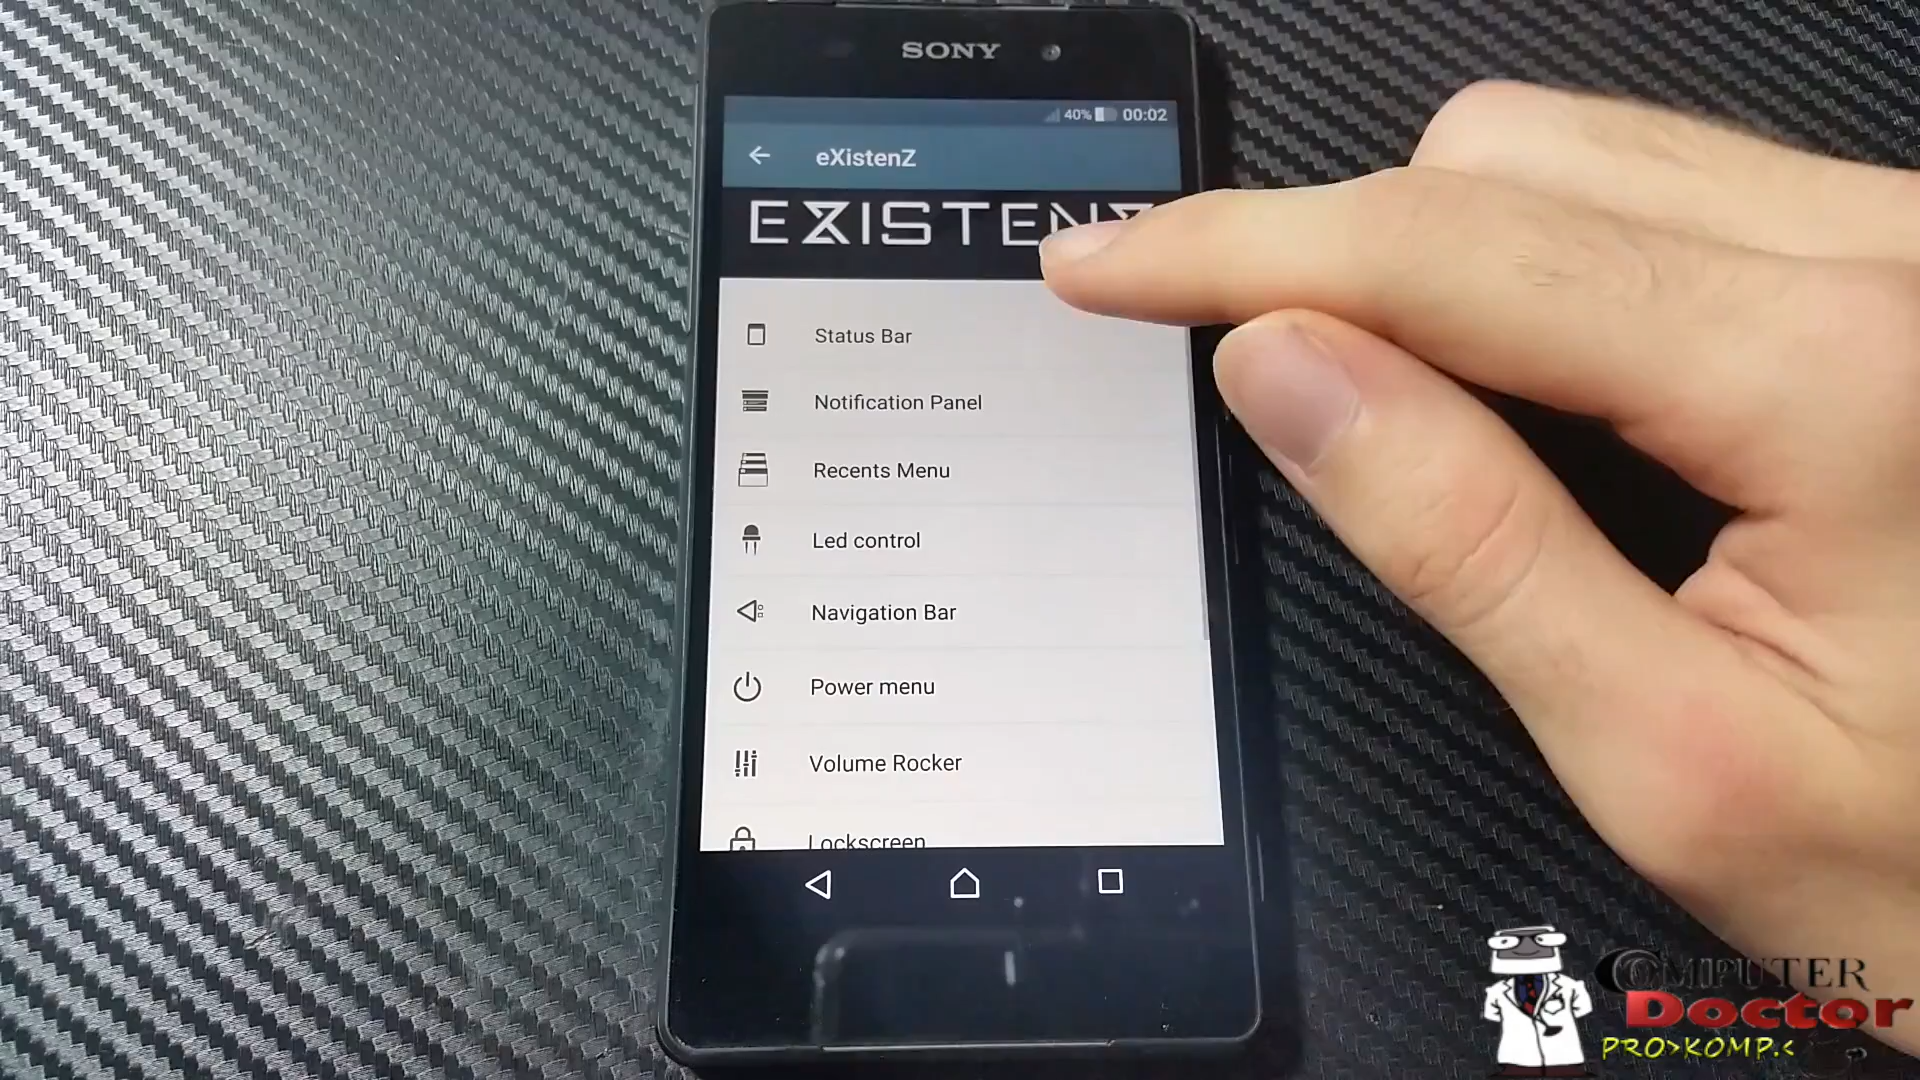 SONY
40% 00:02
eXistenZ
EXISTENZ
Status Bar
Notification Panel
Recents Menu
Led control
Navigation Bar
Power menu
Volume Rocker
Lockscreen
COMPUTER
Doctor
PRO>KOMP.<